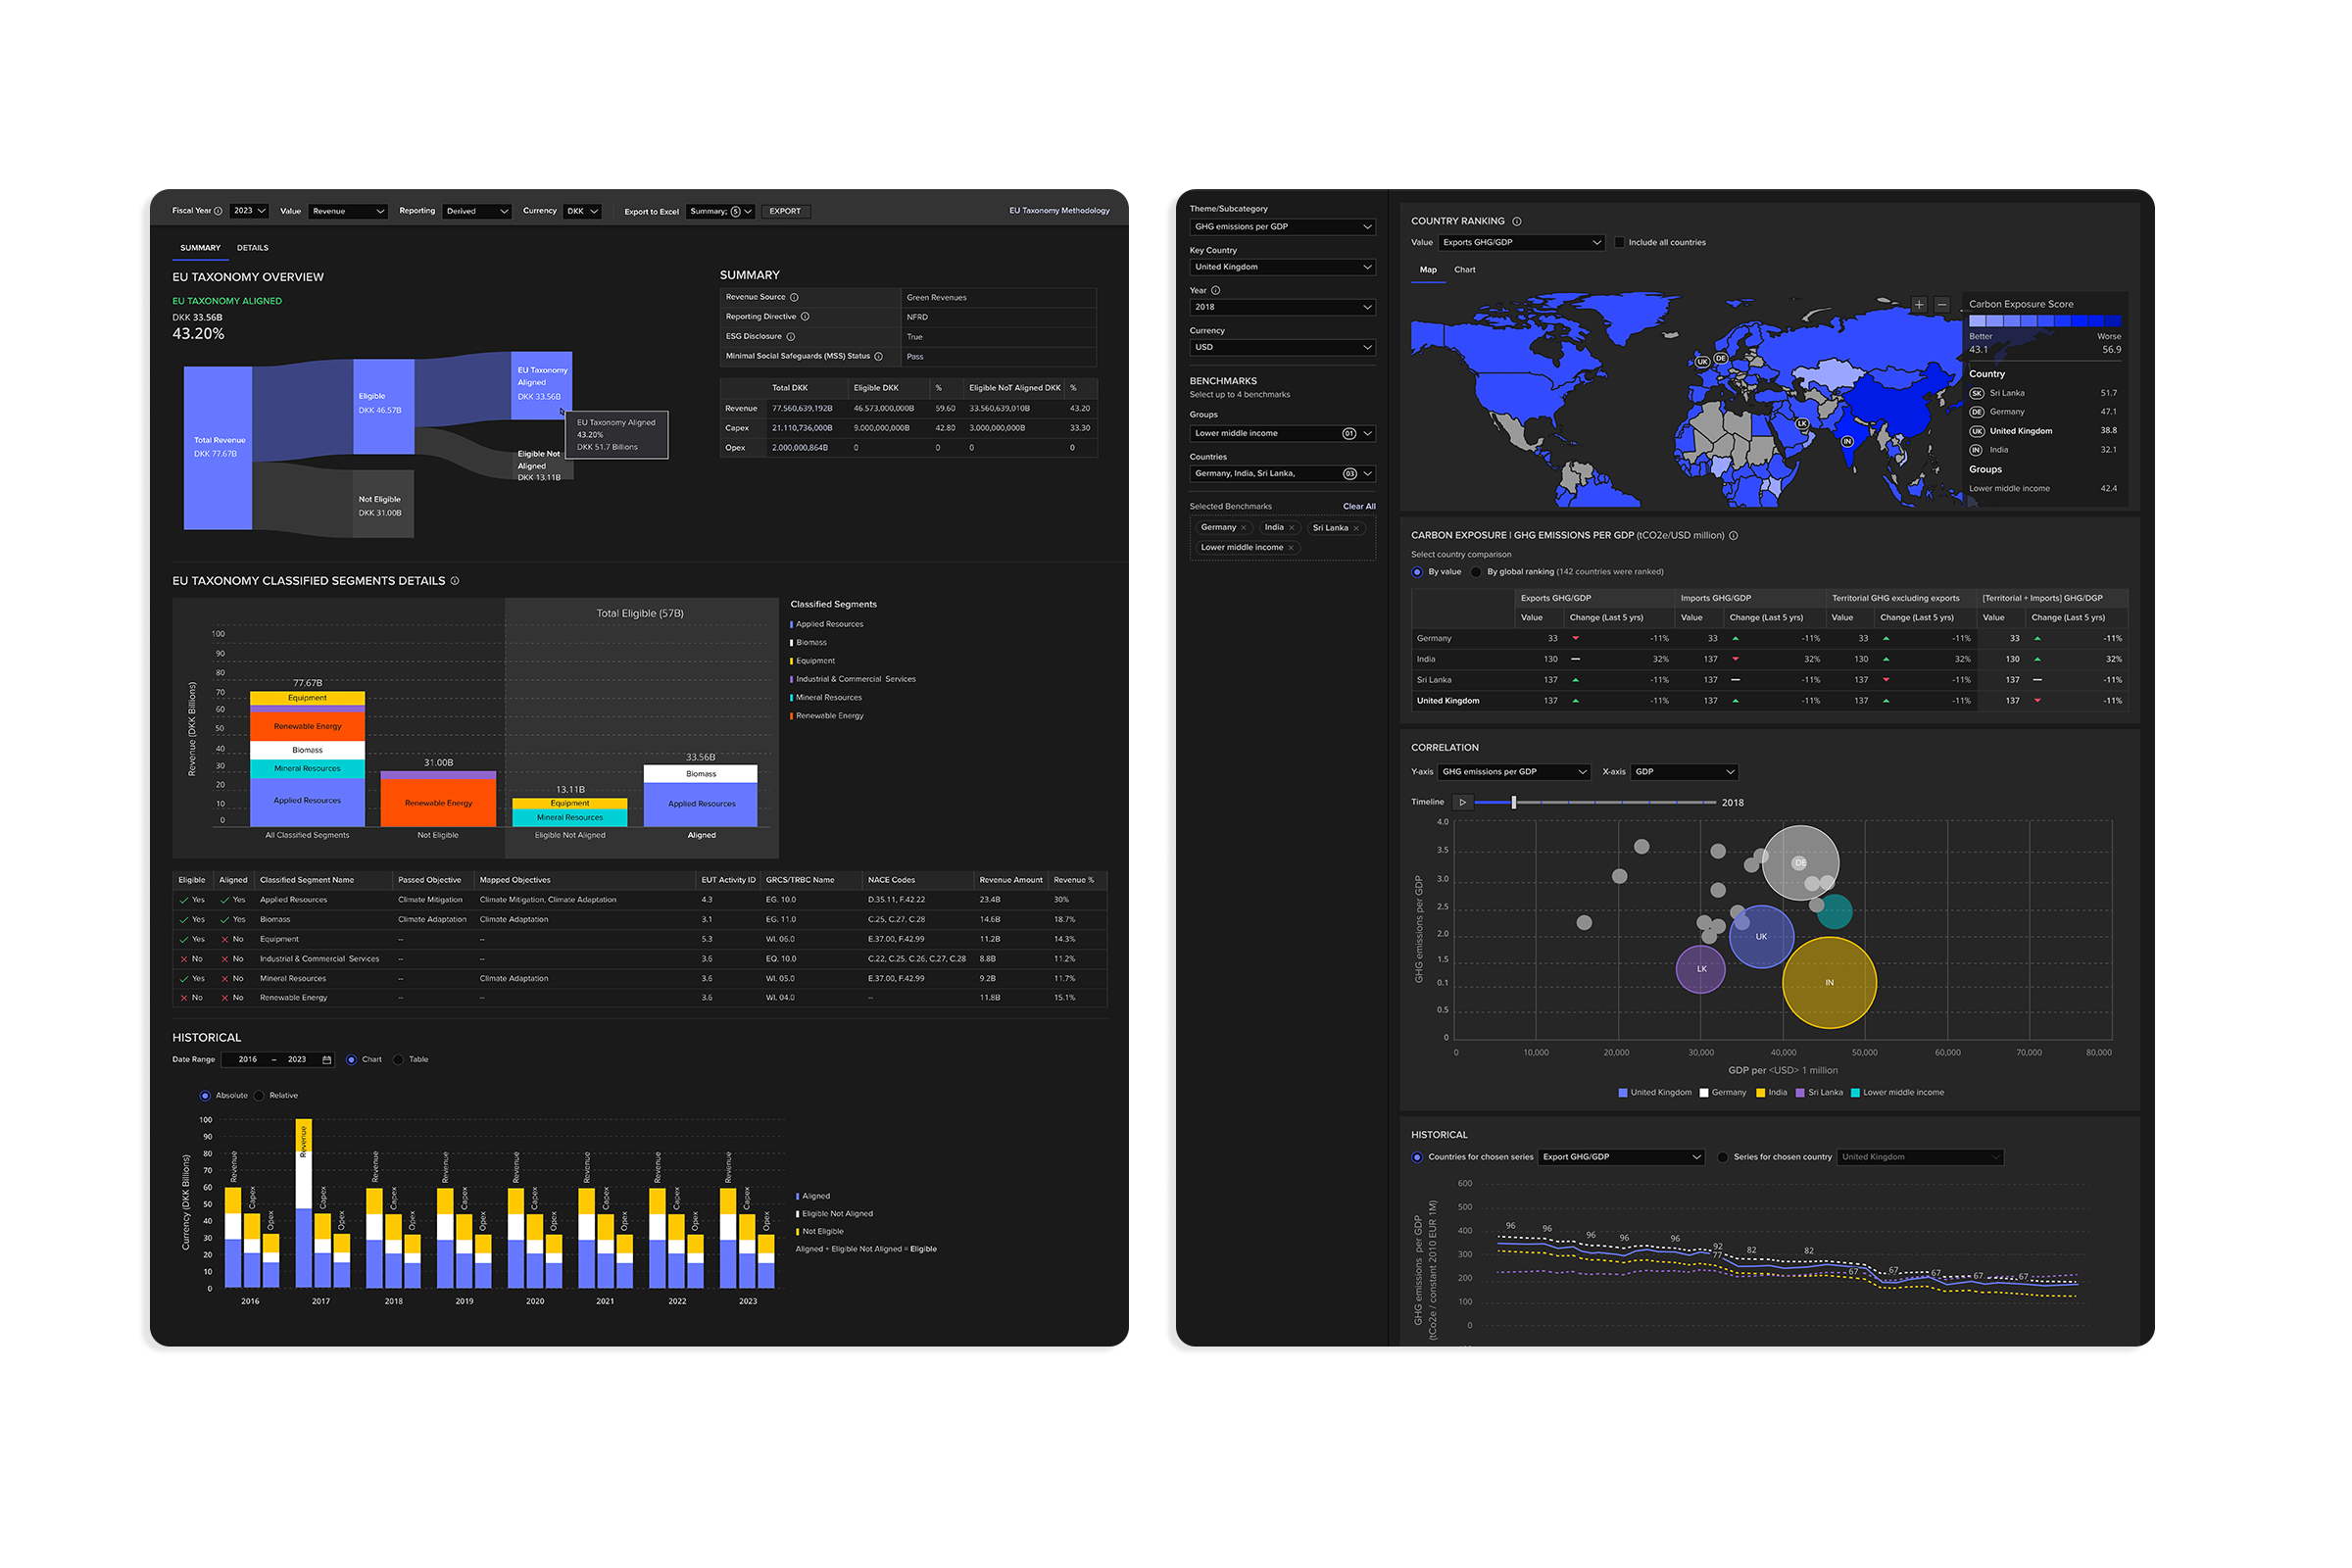 Fiscal Year 2023 Value Revenue Reporting Derived Currency DKK Export to Excel Summary; 5 EXPORT EU Taxonomy Methodology
SUMMARY DETAILS
EU TAXONOMY OVERVIEW
EU TAXONOMY ALIGNED
DKK 33.56B
43.20%
Total Revenue
DKK 77.67B
Eligible
DKK 46.57B
EU Taxonomy
Aligned
DKK 33.56B
EU Taxonomy Aligned
43.20%
DKK 51.7 Billions
Eligible Not
Aligned
DKK 13.11B
Not Eligible
DKK 31.00B
SUMMARY
Revenue Source Green Revenues
Reporting Directive NFRD
ESG Disclosure True
Minimal Social Safeguards (MSS) Status Pass
Total DKK Eligible DKK % Eligible NoT Aligned DKK %
Revenue 77.560,639,192B 46.573,000,000B 59.60 33.560,639,010B 43.20
Capex 21.110,736,000B 9.000,000,000B 42.80 3.000,000,000B 33.30
Opex 2.000,000,864B 0 0 0 0
EU TAXONOMY CLASSIFIED SEGMENTS DETAILS
Total Eligible (57B)
Revenue (DKK Billions)
100
90
80
70
60
50
40
30
20
10
0
77.67B
Equipment
Renewable Energy
Biomass
Mineral Resources
Applied Resources
31.00B
Renewable Energy
13.11B
Equipment
Mineral Resources
33.56B
Biomass
Applied Resources
All Classified Segments Not Eligible Eligible Not Aligned Aligned
Classified Segments
Applied Resources
Biomass
Equipment
Industrial & Commercial Services
Mineral Resources
Renewable Energy
Eligible Aligned Classified Segment Name Passed Objective Mapped Objectives EUT Activity ID GRCS/TRBC Name NACE Codes Revenue Amount Revenue %
Yes Yes Applied Resources Climate Mitigation Climate Mitigation, Climate Adaptation 4.3 EG. 10.0 D.35.11, F.42.22 23.4B 30%
Yes Yes Biomass Climate Adaptation Climate Adaptation 3.1 EG. 11.0 C.25, C.27, C.28 14.6B 18.7%
Yes No Equipment -- -- 5.3 WI. 06.0 E.37.00, F.42.99 11.2B 14.3%
No No Industrial & Commercial Services -- -- 3.6 EQ. 10.0 C.22, C.25, C.26, C.27, C.28 8.8B 11.2%
Yes No Mineral Resources -- Climate Adaptation 3.6 WI. 05.0 E.37.00, F.42.99 9.2B 11.7%
No No Renewable Energy -- -- 3.6 WI. 04.0 -- 11.8B 15.1%
HISTORICAL
Date Range 2016 – 2023 Chart Table
Absolute Relative
Currency (DKK Billions)
100
90
80
70
60
50
40
30
20
10
0
Revenue Capex Opex
Revenue Capex Opex
Revenue Capex Opex
Revenue Capex Opex
Revenue Capex Opex
Revenue Capex Opex
Revenue Capex Opex
Revenue Capex Opex
2016 2017 2018 2019 2020 2021 2022 2023
Aligned
Eligible Not Aligned
Not Eligible
Aligned + Eligible Not Aligned = Eligible
Theme/Subcategory
GHG emissions per GDP
Key Country
United Kingdom
Year
2018
Currency
USD
BENCHMARKS
Select up to 4 benchmarks
Groups
Lower middle income 01
Countries
Germany, India, Sri Lanka, 03
Selected Benchmarks Clear All
Germany × India × Sri Lanka ×
Lower middle income ×
COUNTRY RANKING
Value Exports GHG/GDP Include all countries
Map Chart
UK
DE
LK
IN
+ −
Carbon Exposure Score
Better Worse
43.1 56.9
Country
SK Sri Lanka 51.7
DE Germany 47.1
UK United Kingdom 38.8
IN India 32.1
Groups
Lower middle income 42.4
CARBON EXPOSURE | GHG EMISSIONS PER GDP (tCO2e/USD million)
Select country comparison
By value By global ranking (142 countries were ranked)
Exports GHG/GDP Imports GHG/GDP Territorial GHG excluding exports [Territorial + Imports] GHG/DGP
Value Change (Last 5 yrs) Value Change (Last 5 yrs) Value Change (Last 5 yrs) Value Change (Last 5 yrs)
Germany 33 -11% 33 -11% 33 -11% 33 -11%
India 130 32% 137 32% 130 32% 130 32%
Sri Lanka 137 -11% 137 -11% 137 -11% 137 -11%
United Kingdom 137 -11% 137 -11% 137 -11% 137 -11%
CORRELATION
Y-axis GHG emissions per GDP X-axis GDP
Timeline 2018
GHG emissions per GDP
4.0
3.5
3.0
2.5
2.0
1.5
0.1
0.5
0
DE
UK
LK
IN
0 10,000 20,000 30,000 40,000 50,000 60,000 70,000 80,000
GDP per <USD> 1 million
United Kingdom Germany India Sri Lanka Lower middle income
HISTORICAL
Countries for chosen series Export GHG/GDP Series for chosen country United Kingdom
GHG emissions per GDP
(tCo2e / constant 2010 EUR 1M)
600
500
400
300
200
100
0
96 96 96 96 96 92 77 82 82 67 67 67 67 67